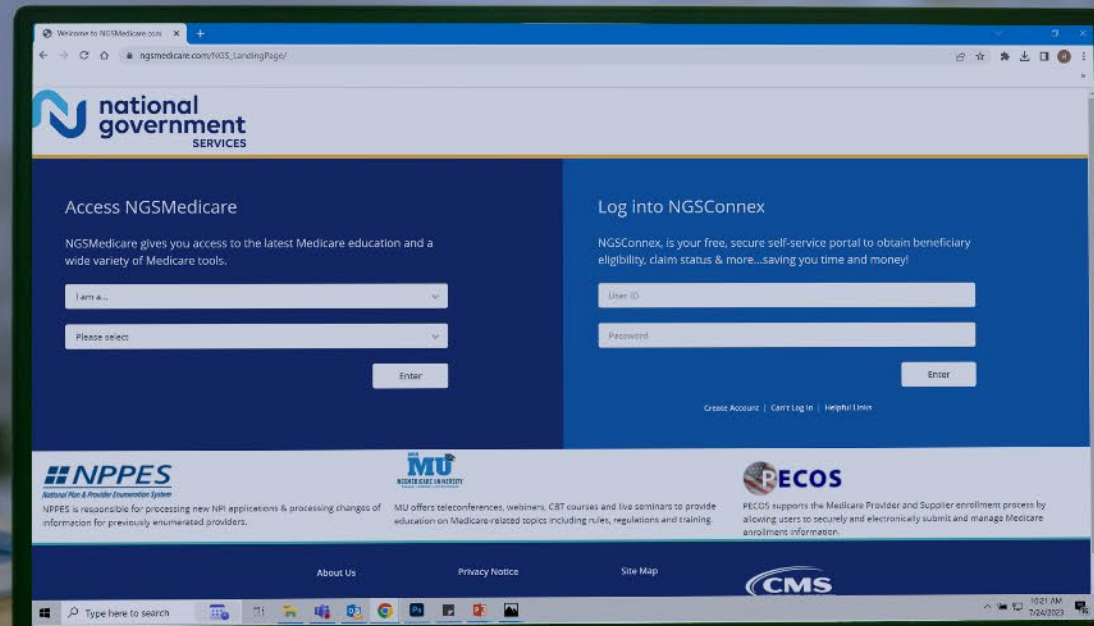 Welcome to NGSMedicare.com
ngsmedicare.com/NGS_LandingPage/
national
government
SERVICES
Access NGSMedicare
NGSMedicare gives you access to the latest Medicare education and a
wide variety of Medicare tools.
I am a...
Please select
Enter
Log into NGSConnex
NGSConnex, is your free, secure self-service portal to obtain beneficiary
eligibility, claim status & more...saving you time and money!
User ID
Password
Enter
Create Account | Can't Log In | Helpful Links
NPPES
National Plan & Provider Enumeration System
NPPES is responsible for processing new NPI applications & processing changes of
information for previously enumerated providers.
MU
NGSMEDICARE UNIVERSITY
MU offers teleconferences, webinars, CBT courses and live seminars to provide
education on Medicare-related topics including rules, regulations and training.
PECOS
PECOS supports the Medicare Provider and Supplier enrollment process by
allowing users to securely and electronically submit and manage Medicare
enrollment information.
About Us
Privacy Notice
Site Map
CMS
Type here to search
Ps
10:21 AM
7/24/2023